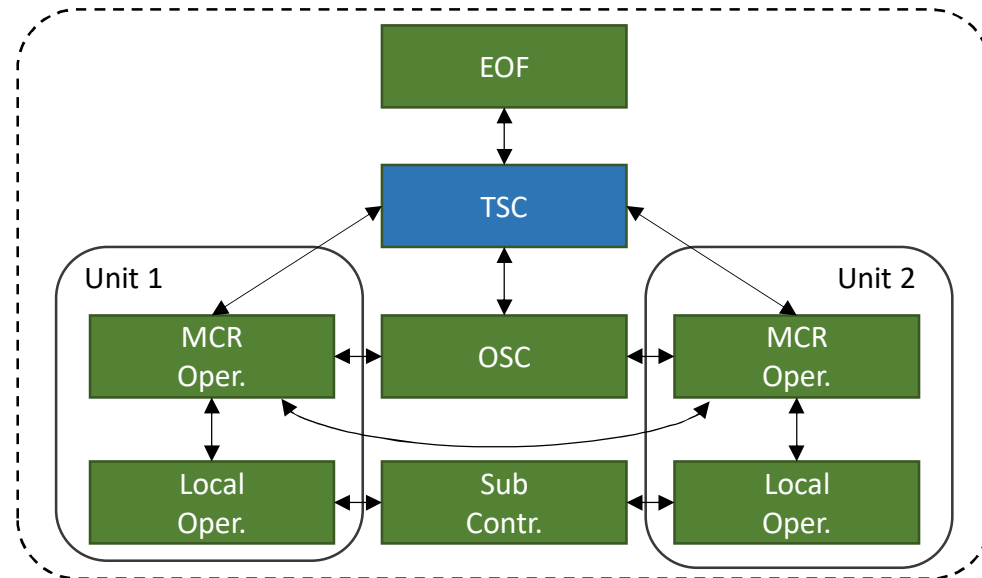 EOF
TSC
Unit 1
Unit 2
MCR
Oper.
OSC
MCR
Oper.
Local
Oper.
Sub
Contr.
Local
Oper.